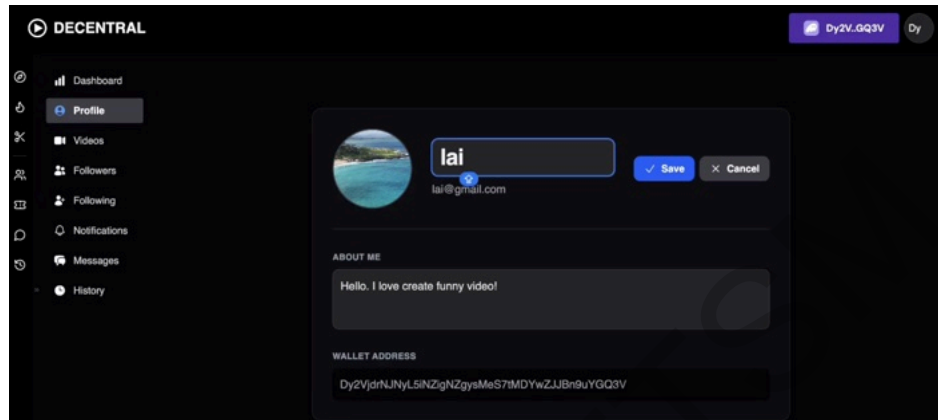 DECENTRAL
Dy2V..GQ3V
Dy
Dashboard
Profile
Videos
Followers
Following
Notifications
Messages
History
lai
lai@gmail.com
Save
Cancel
ABOUT ME
Hello. I love create funny video!
WALLET ADDRESS
Dy2VjdrNJNyL5iNZigNZgysMeS7tMDYwZJJBn9uYGQ3V